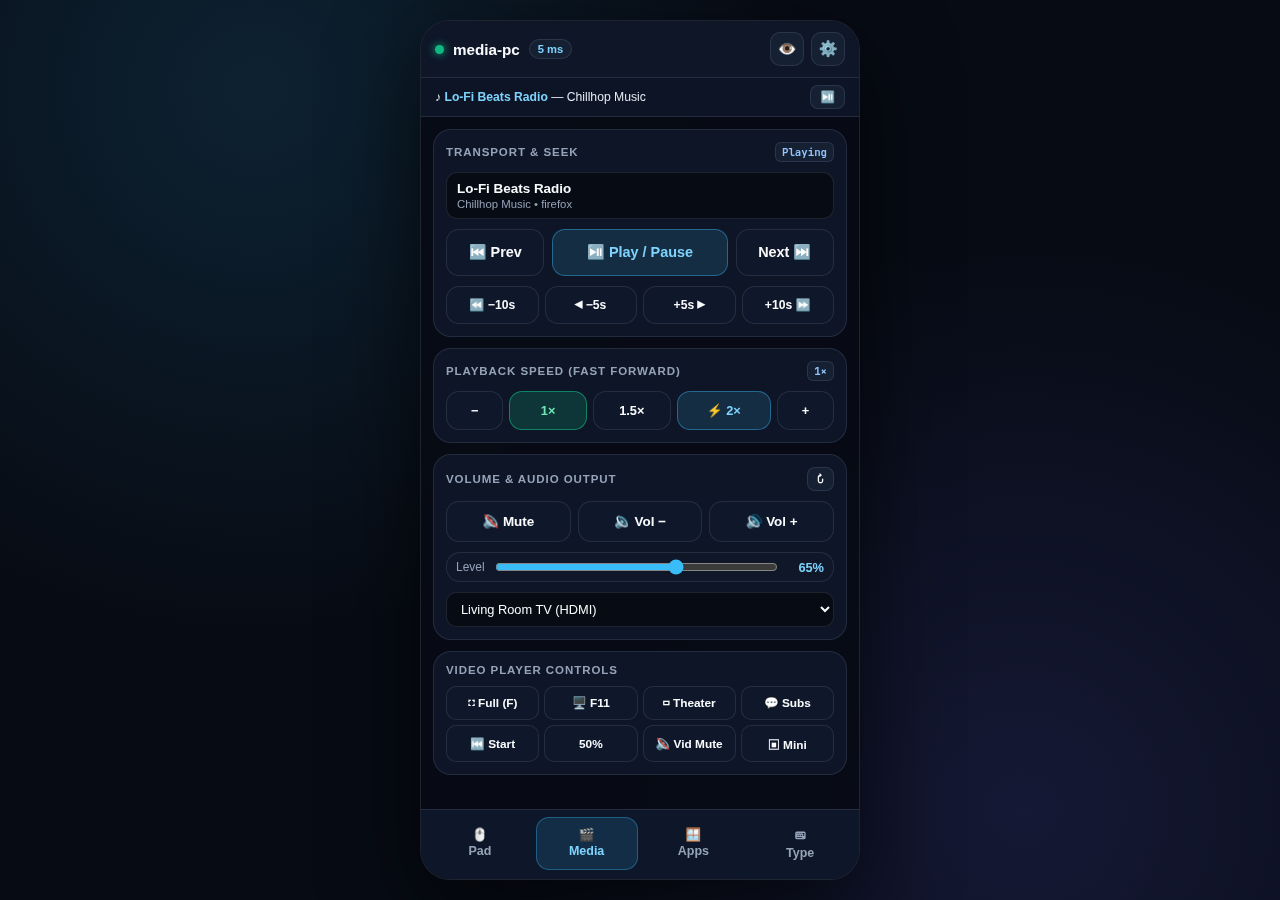 media-pc 5 ms
♪ Lo-Fi Beats Radio — Chillhop Music
TRANSPORT & SEEK Playing
Lo-Fi Beats Radio
Chillhop Music • firefox
⏮️ Prev ⏯️ Play / Pause Next ⏭️
⏪ −10s ◀ −5s +5s ▶ +10s ⏩
PLAYBACK SPEED (FAST FORWARD) 1×
− 1× 1.5× ⚡ 2× +
VOLUME & AUDIO OUTPUT
Mute Vol − Vol +
Level 65%
Living Room TV (HDMI)
VIDEO PLAYER CONTROLS
Full (F) F11 Theater Subs
Start 50% Vid Mute Mini
Pad Media Apps Type